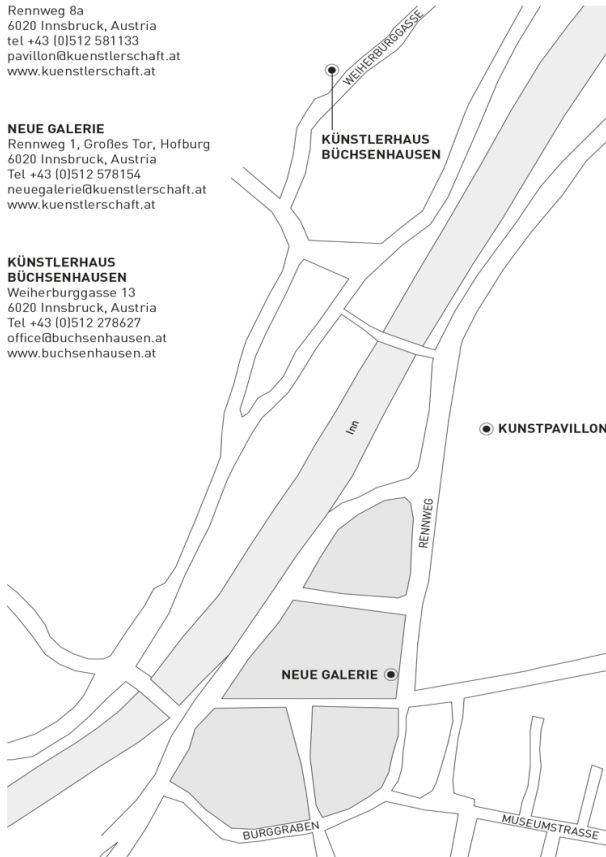 Rennweg 8a
6020 Innsbruck, Austria
tel +43 (0)512 581133
pavillon@kuenstlerschaft.at
www.kuenstlerschaft.at
NEUE GALERIE
Rennweg 1, Großes Tor, Hofburg
6020 Innsbruck, Austria
Tel +43 (0)512 578154
neuegalerie@kuenstlerschaft.at
www.kuenstlerschaft.at
KÜNSTLERHAUS
BÜCHSENHAUSEN
Weiherburggasse 13
6020 Innsbruck, Austria
Tel +43 (0)512 278627
office@buchsenhausen.at
www.buchsenhausen.at
WEIHERBURGGASSE
KÜNSTLERHAUS
BÜCHSENHAUSEN
Inn
KUNSTPAVILLON
RENNWEG
NEUE GALERIE
BURGGRABEN
MUSEUMSTRASSE